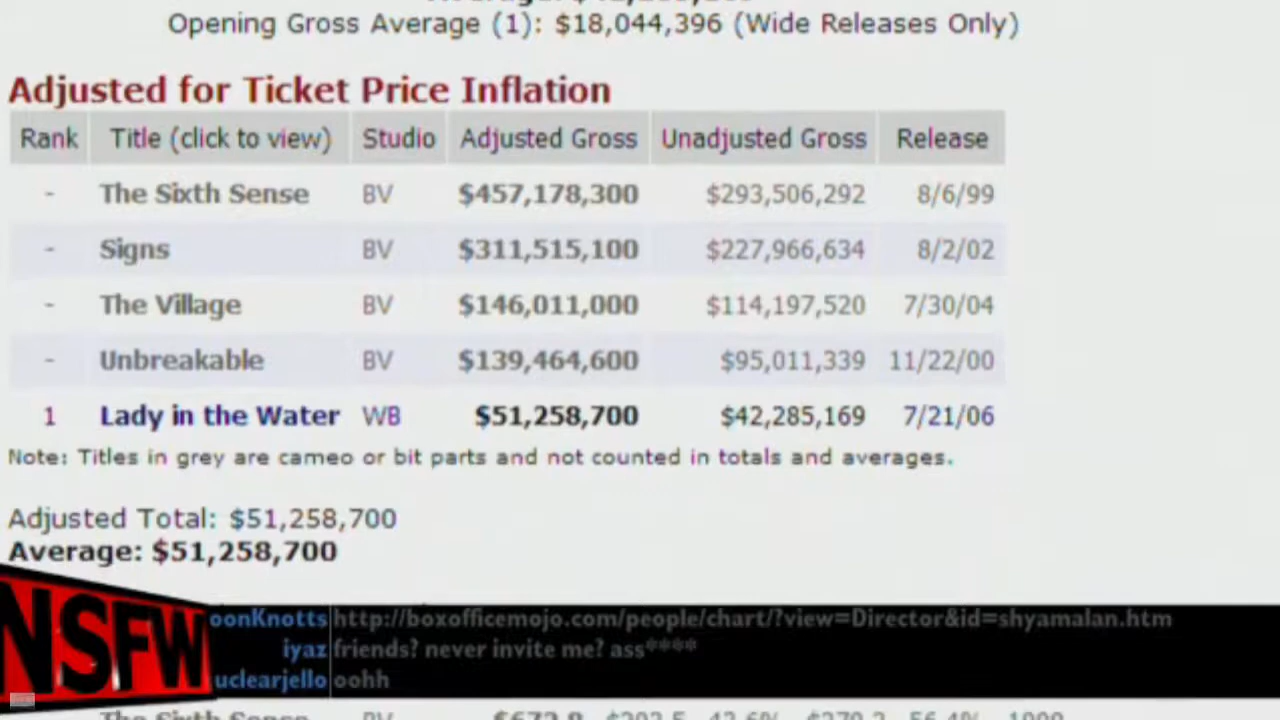 Opening Gross Average (1): $18,044,396 (Wide Releases Only)
Adjusted for Ticket Price Inflation
Rank Title (click to view) Studio Adjusted Gross Unadjusted Gross Release
- The Sixth Sense BV $457,178,300 $293,506,292 8/6/99
- Signs BV $311,515,100 $227,966,634 8/2/02
- The Village BV $146,011,000 $114,197,520 7/30/04
- Unbreakable BV $139,464,600 $95,011,339 11/22/00
1 Lady in the Water WB $51,258,700 $42,285,169 7/21/06
Note: Titles in grey are cameo or bit parts and not counted in totals and averages.
Adjusted Total: $51,258,700
Average: $51,258,700
NSFW
oonKnotts http://boxofficemojo.com/people/chart/?view=Director&id=shyamalan.htm
iyaz friends? never invite me? ass****
uclearjello oohh
The Sixth Sense BV